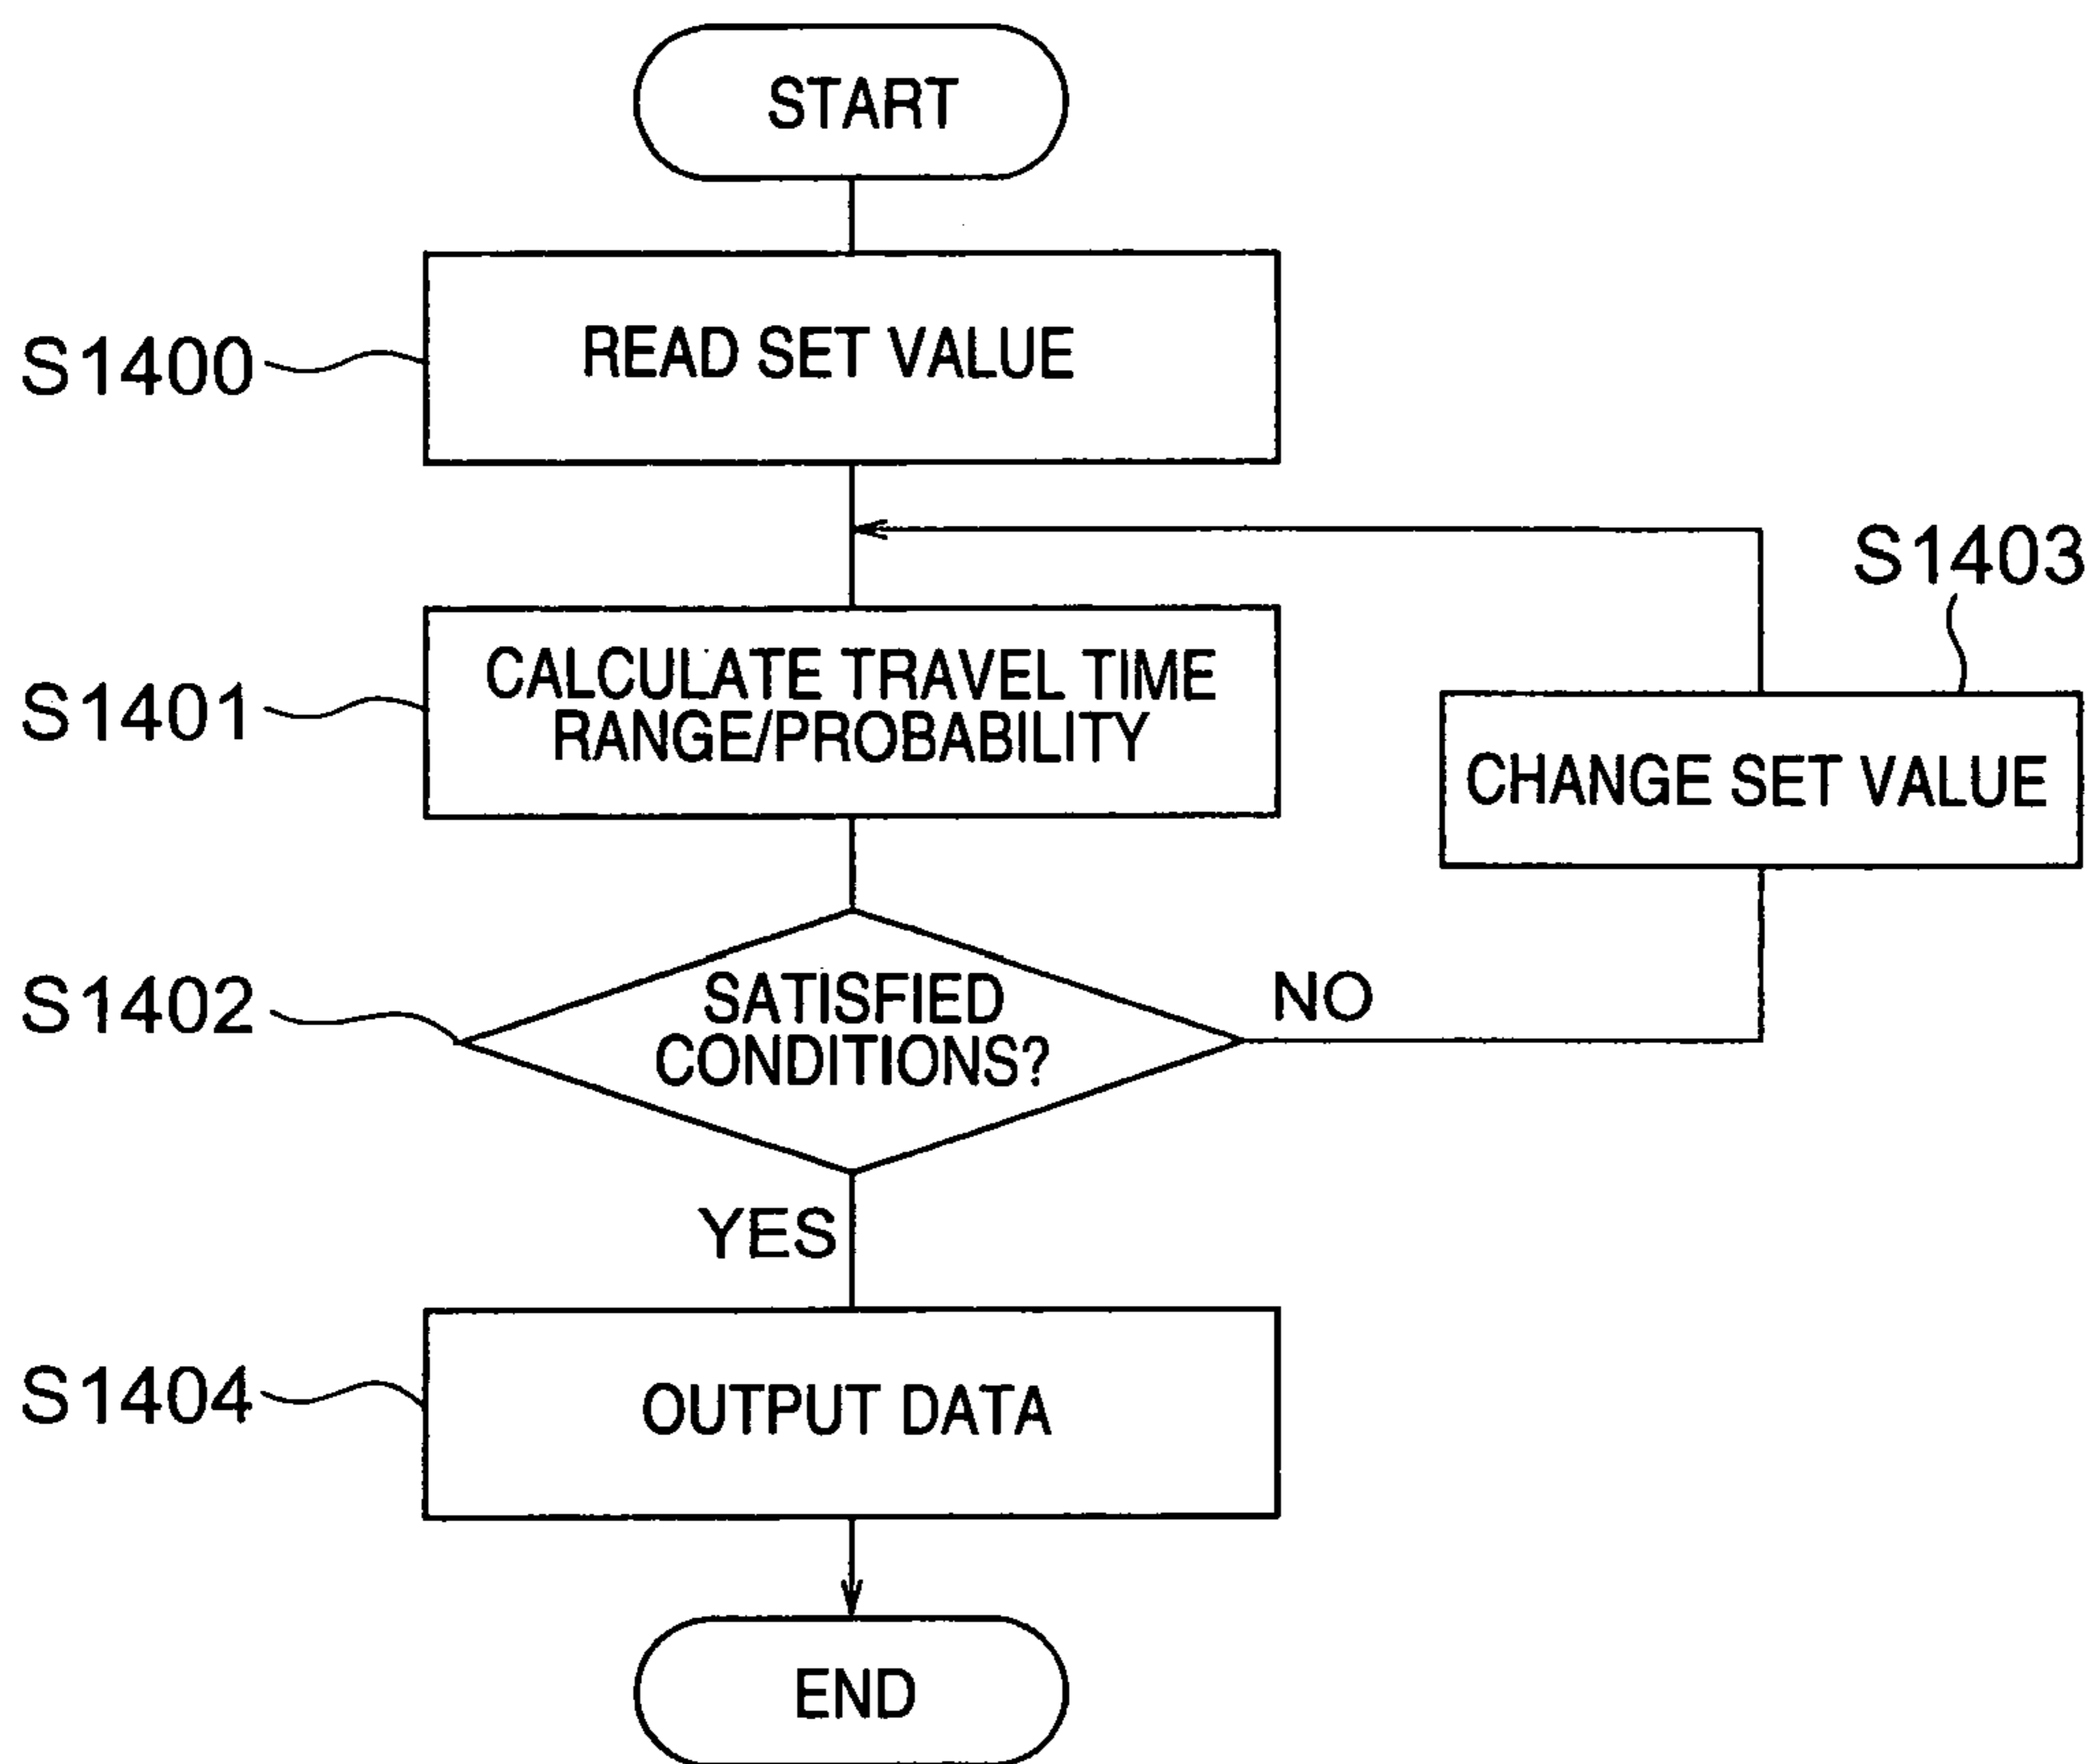 START
S1400
READ SET VALUE
S1403
S1401
CALCULATE TRAVEL TIME
RANGE/PROBABILITY
CHANGE SET VALUE
S1402
SATISFIED
CONDITIONS?
NO
YES
S1404
OUTPUT DATA
END